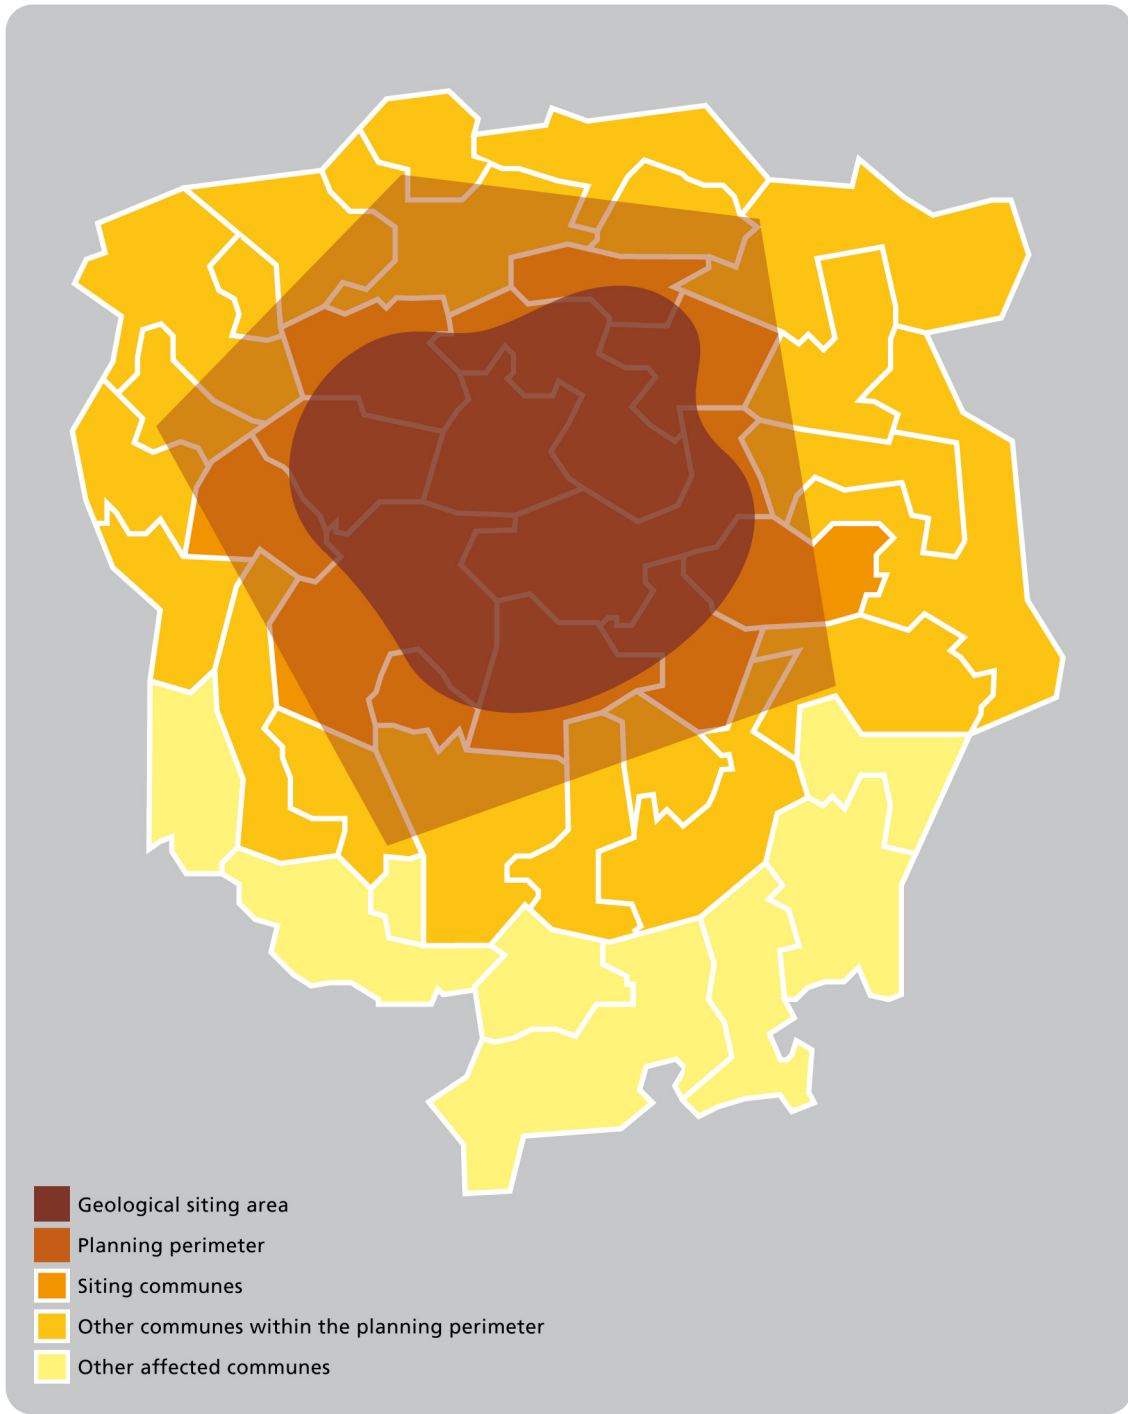 Geological siting area
Planning perimeter
Siting communes
Other communes within the planning perimeter
Other affected communes